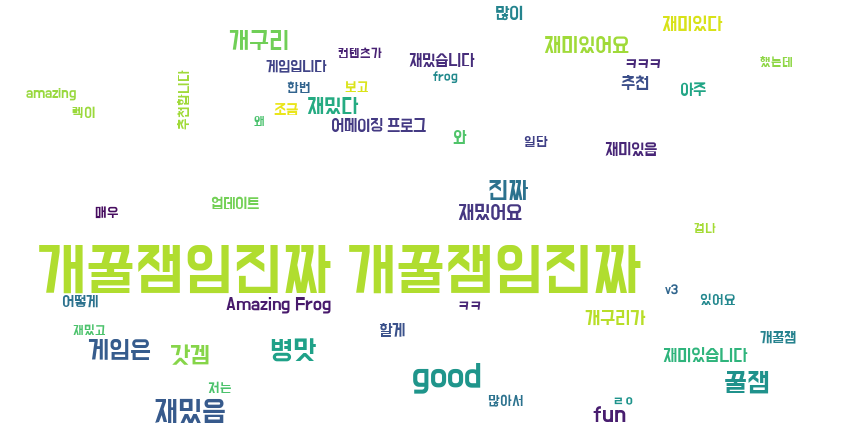 많이
재미있다
개구리
재미있어요
컨텐츠가
재밌습니다
게임입니다
ㅋㅋㅋ
했는데
frog
추천
한번
보고
아주
amazing
추천합니다
조금
재밌다
렉이
왜
어메이징 프로그
와
일단
재미있음
진짜
업데이트
매우
재밌어요
겁나
개꿀잼임진짜 개꿀잼임진짜
v3
어떻게
Amazing Frog
ㅋㅋ
있어요
개구리가
재밌고
할게
개꿀잼
게임은
갓겜
병맛
재미있습니다
good
꿀잼
저는
많아서
ㄹㅇ
재밌음
fun